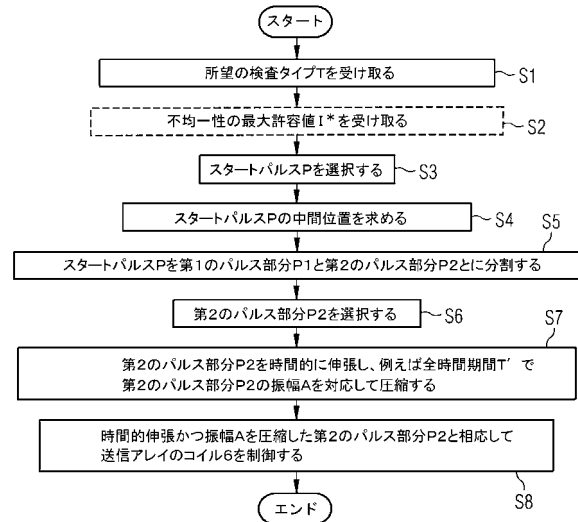 スタート
所望の検査タイプTを受け取る
S1
不均一性の最大許容値I*を受け取る
S2
スタートパルスPを選択する
S3
スタートパルスPの中間位置を求める
S4
S5
スタートパルスPを第1のパルス部分P1と第2のパルス部分P2とに分割する
第2のパルス部分P2を選択する
S6
S7
第2のパルス部分P2を時間的に伸張し、例えば全時間期間T'で
第2のパルス部分P2の振幅Aを対応して圧縮する
時間的伸張かつ振幅Aを圧縮した第2のパルス部分P2と相応して
送信アレイのコイル6を制御する
S8
エンド